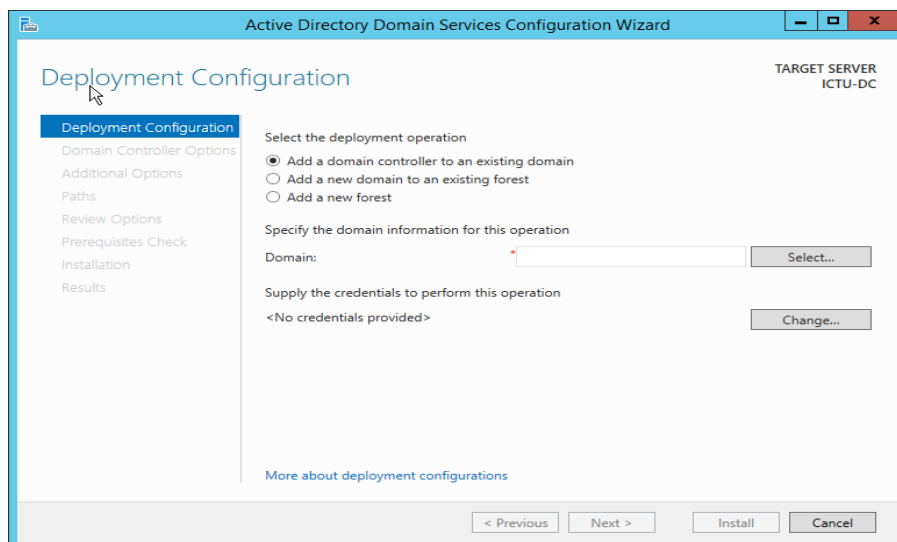 Active Directory Domain Services Configuration Wizard
Deployment Configuration
TARGET SERVER
ICTU-DC
Deployment Configuration
Domain Controller Options
Additional Options
Paths
Review Options
Prerequisites Check
Installation
Results
Select the deployment operation
Add a domain controller to an existing domain
Add a new domain to an existing forest
Add a new forest
Specify the domain information for this operation
Domain: * Select...
Supply the credentials to perform this operation
<No credentials provided> Change...
More about deployment configurations
< Previous Next > Install Cancel